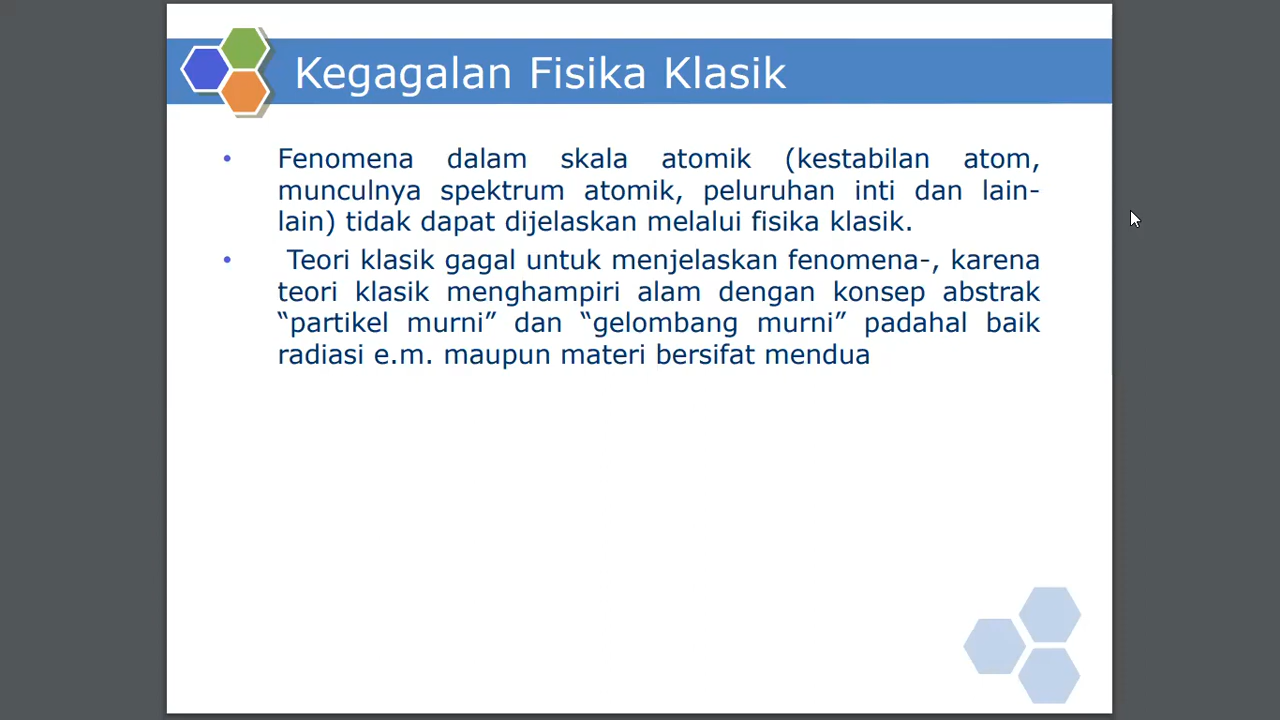 Kegagalan Fisika Klasik
• Fenomena dalam skala atomik (kestabilan atom,
munculnya spektrum atomik, peluruhan inti dan lain-
lain) tidak dapat dijelaskan melalui fisika klasik.
• Teori klasik gagal untuk menjelaskan fenomena-, karena
teori klasik menghampiri alam dengan konsep abstrak
“partikel murni” dan “gelombang murni” padahal baik
radiasi e.m. maupun materi bersifat mendua